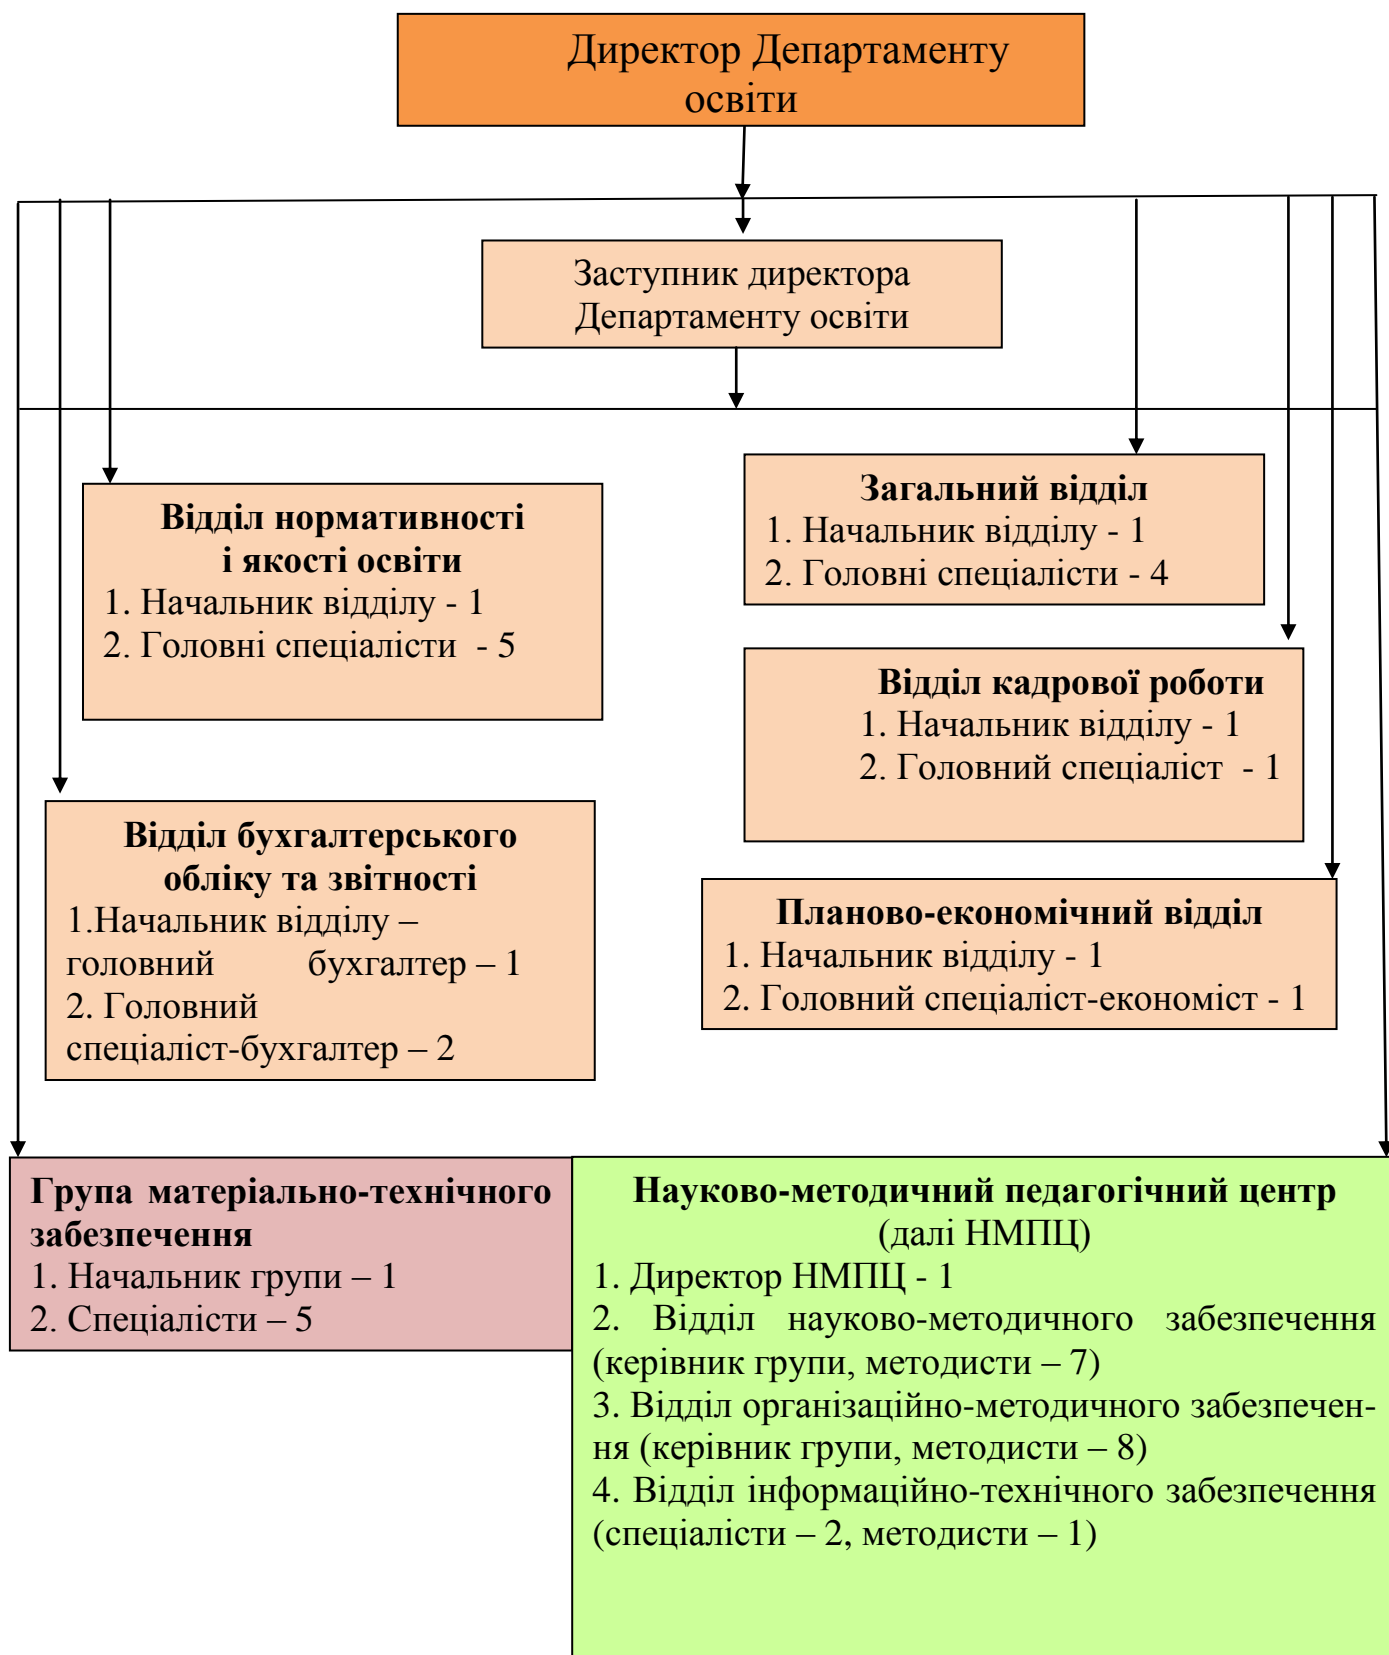 Директор Департаменту
освіти
Заступник директора
Департаменту освіти
Відділ нормативності
і якості освіти
1. Начальник відділу - 1
2. Головні спеціалісти - 5
Загальний відділ
1. Начальник відділу - 1
2. Головні спеціалісти - 4
Відділ кадрової роботи
1. Начальник відділу - 1
2. Головний спеціаліст - 1
Відділ бухгалтерського
обліку та звітності
1.Начальник відділу –
головний бухгалтер – 1
2. Головний
спеціаліст-бухгалтер – 2
Планово-економічний відділ
1. Начальник відділу - 1
2. Головний спеціаліст-економіст - 1
Група матеріально-технічного
забезпечення
1. Начальник групи – 1
2. Спеціалісти – 5
Науково-методичний педагогічний центр
(далі НМПЦ)
1. Директор НМПЦ - 1
2. Відділ науково-методичного забезпечення
(керівник групи, методисти – 7)
3. Відділ організаційно-методичного забезпечен-
ня (керівник групи, методисти – 8)
4. Відділ інформаційно-технічного забезпечення
(спеціалісти – 2, методисти – 1)